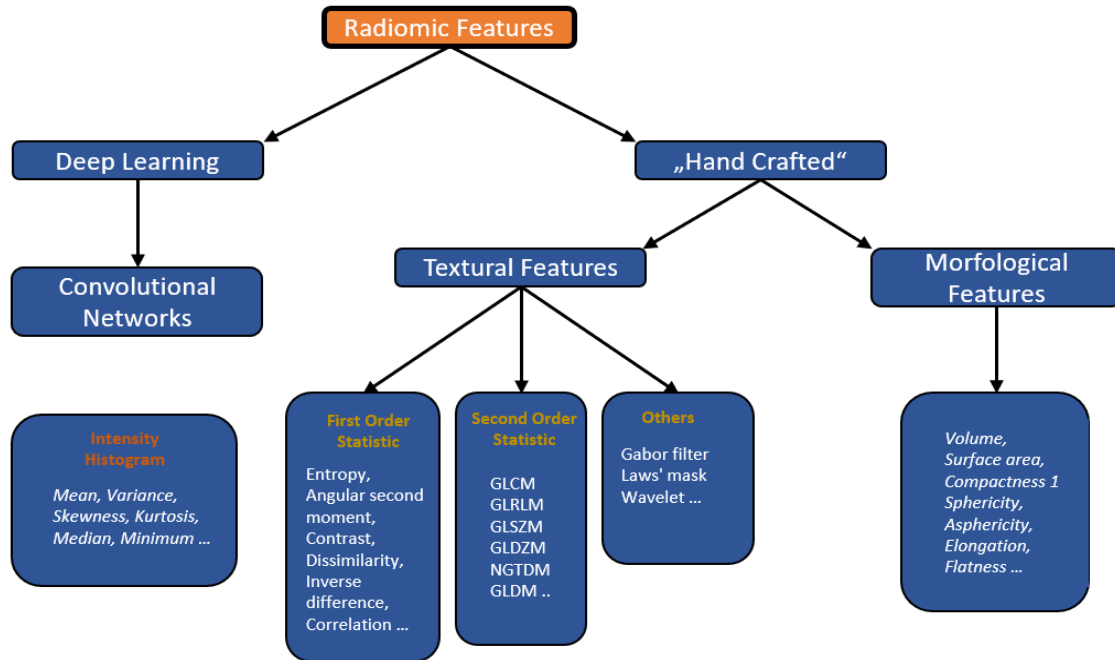 Radiomic Features
Deep Learning
„Hand Crafted“
Convolutional
Networks
Textural Features
Morfological
Features
Intensity
Histogram
Mean, Variance,
Skewness, Kurtosis,
Median, Minimum ...
First Order
Statistic
Entropy,
Angular second
moment,
Contrast,
Dissimilarity,
Inverse
difference,
Correlation ...
Second Order
Statistic
GLCM
GLRLM
GLSZM
GLDZM
NGTDM
GLDM ..
Others
Gabor filter
Laws' mask
Wavelet ...
Volume,
Surface area,
Compactness 1
Sphericity,
Asphericity,
Elongation,
Flatness ...